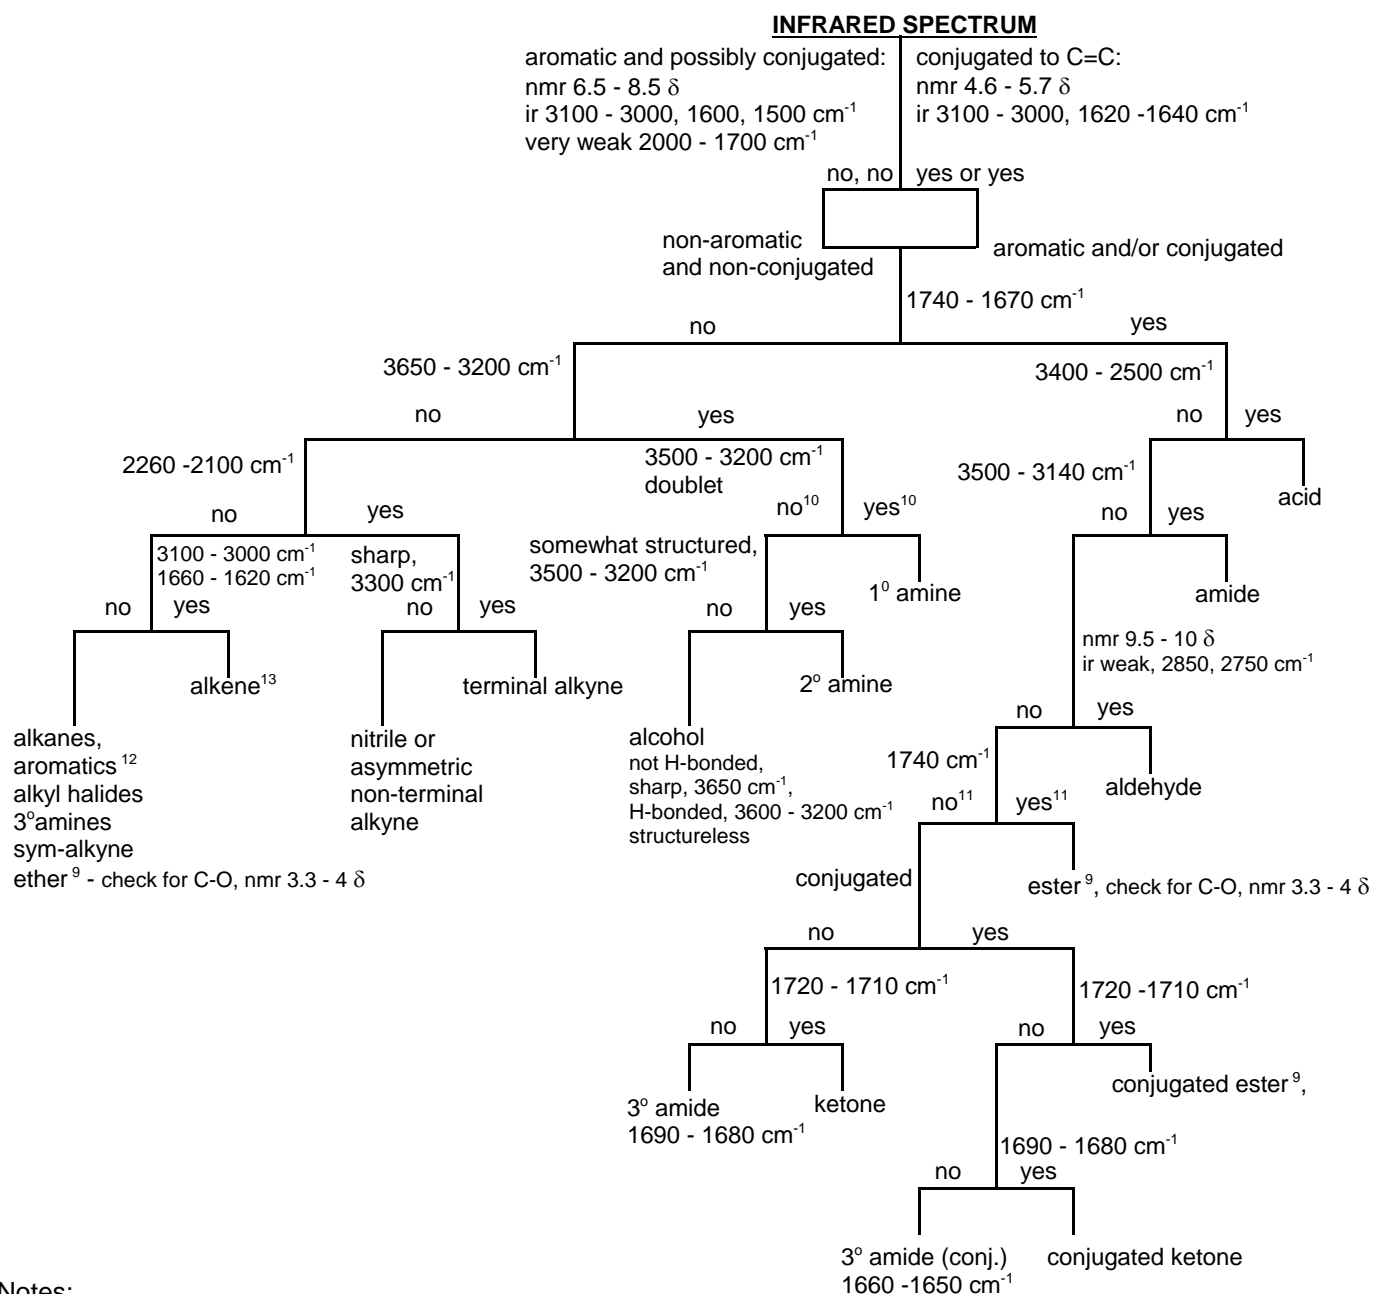 INFRARED SPECTRUM
aromatic and possibly conjugated:
nmr 6.5 - 8.5 δ
ir 3100 - 3000, 1600, 1500 cm⁻¹
very weak 2000 - 1700 cm⁻¹
conjugated to C=C:
nmr 4.6 - 5.7 δ
ir 3100 - 3000, 1620 -1640 cm⁻¹
no, no
yes or yes
non-aromatic
and non-conjugated
aromatic and/or conjugated
1740 - 1670 cm⁻¹
no
yes
3650 - 3200 cm⁻¹
3400 - 2500 cm⁻¹
no
yes
no
yes
2260 -2100 cm⁻¹
3500 - 3200 cm⁻¹
doublet
3500 - 3140 cm⁻¹
acid
no
yes
no¹⁰
yes¹⁰
no
yes
3100 - 3000 cm⁻¹
1660 - 1620 cm⁻¹
sharp,
3300 cm⁻¹
somewhat structured,
3500 - 3200 cm⁻¹
1⁰ amine
amide
no
yes
no
yes
no
yes
nmr 9.5 - 10 δ
ir weak, 2850, 2750 cm⁻¹
alkene¹³
terminal alkyne
2º amine
no
yes
alkanes,
aromatics ¹²
alkyl halides
3ºamines
sym-alkyne
ether ⁹ - check for C-O, nmr 3.3 - 4 δ
nitrile or
asymmetric
non-terminal
alkyne
alcohol
not H-bonded,
sharp, 3650 cm⁻¹,
H-bonded, 3600 - 3200 cm⁻¹
structureless
1740 cm⁻¹
aldehyde
no¹¹
yes¹¹
conjugated
ester ⁹, check for C-O, nmr 3.3 - 4 δ
no
yes
1720 - 1710 cm⁻¹
1720 -1710 cm⁻¹
no
yes
no
yes
3º amide
1690 - 1680 cm⁻¹
ketone
conjugated ester ⁹,
1690 - 1680 cm⁻¹
no
yes
3º amide (conj.)
1660 -1650 cm⁻¹
conjugated ketone
Notes: